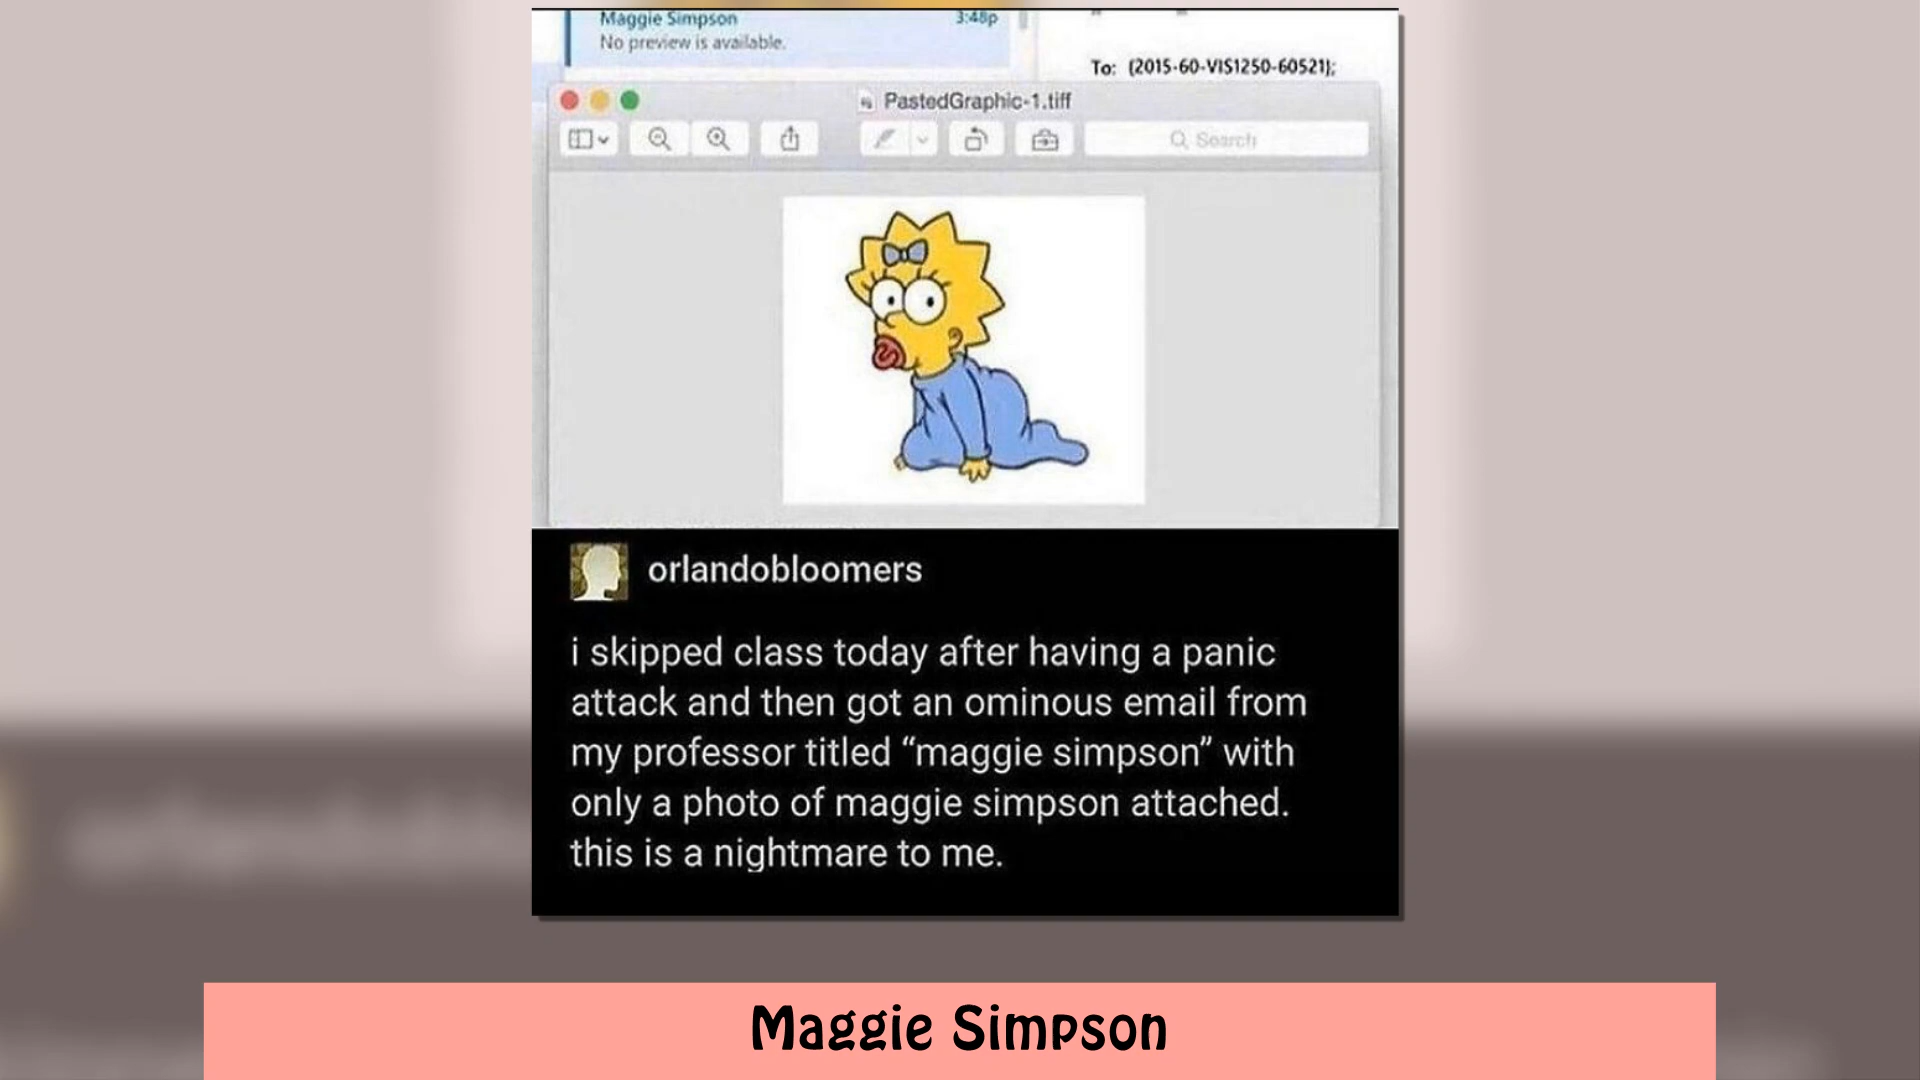 Maggie Simpson 3:48p
No preview is available.
To: (2015-60-VIS1250-60521);
PastedGraphic-1.tiff
Search
orlandobloomers
i skipped class today after having a panic
attack and then got an ominous email from
my professor titled “maggie simpson” with
only a photo of maggie simpson attached.
this is a nightmare to me.
Maggie Simpson